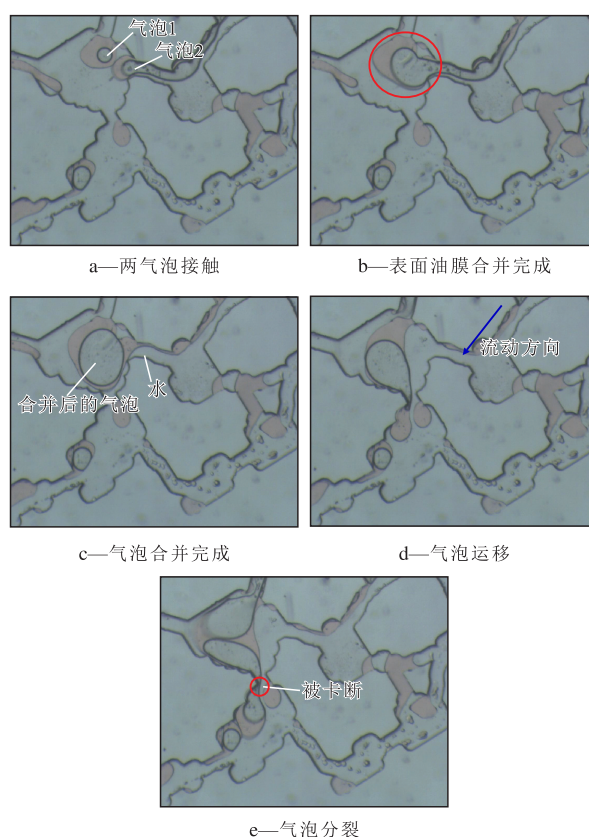 气泡1
气泡2
a—两气泡接触
b—表面油膜合并完成
合并后的气泡
水
流动方向
c—气泡合并完成
d—气泡运移
被卡断
e—气泡分裂